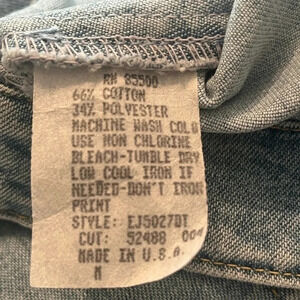 RN 85500
66% COTTON
34% POLYESTER
MACHINE WASH COLD
USE NON CHLORINE
BLEACH-TUMBLE DRY
LOW COOL IRON IF
NEEDED-DON'T IRON
PRINT
STYLE: EJ5027DT
CUT: 52488 004
MADE IN U.S.A.
M